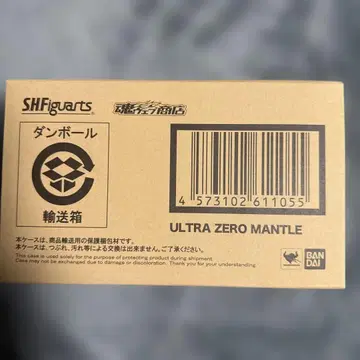 S.H.Figuarts 魂ウェブ商店
ダンボール
輸送箱
4 573102 611055
ULTRA ZERO MANTLE
本ケースは、商品輸送用の保護梱包材です。
本ケースは、つぶれ、汚れ等による交換は出来ません。ご了承ください。
This case is used solely for the purpose of protecting product during shipment.
Case may not be exchanged due to damage or discoloration. Thank you for your understanding.
BAN
DAI